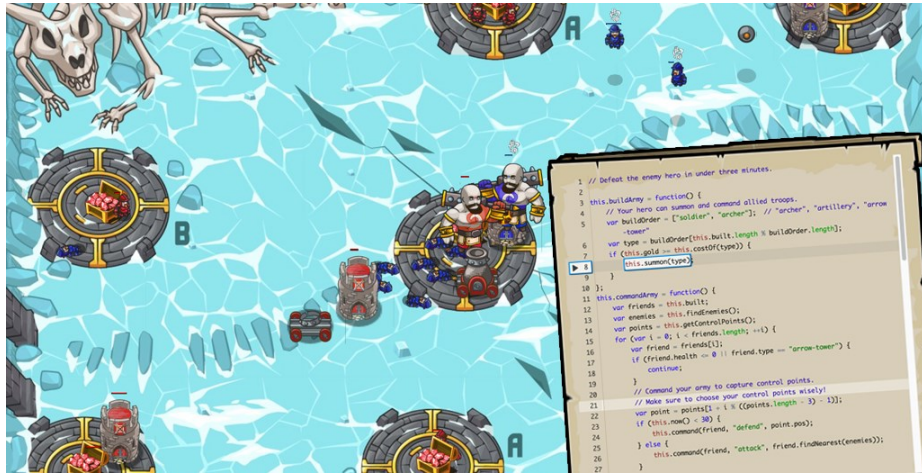 A
B
A
1 // Defeat the enemy hero in under three minutes.
2
3 this.buildArmy = function() {
4 // Your hero can summon and command allied troops.
5 var buildOrder = ["soldier", "archer"]; // "archer", "artillery", "arrow
-tower"
6 var type = buildOrder[this.built.length % buildOrder.length];
7 if (this.gold >= this.costOf(type)) {
8 this.summon(type);
9 }
10 };
11 this.commandArmy = function() {
12 var friends = this.built;
13 var enemies = this.findEnemies();
14 var points = this.getControlPoints();
15 for (var i = 0; i < friends.length; ++i) {
16 var friend = friends[i];
17 if (friend.health <= 0 || friend.type == "arrow-tower") {
18 continue;
19 }
20 // Command your army to capture control points.
21 // Make sure to choose your control points wisely!
22 var point = points[1 + i % ((points.length - 3) - 1)];
23 if (this.now() < 30) {
24 this.command(friend, "defend", point.pos);
25 } else {
26 this.command(friend, "attack", friend.findNearest(enemies));
27 }